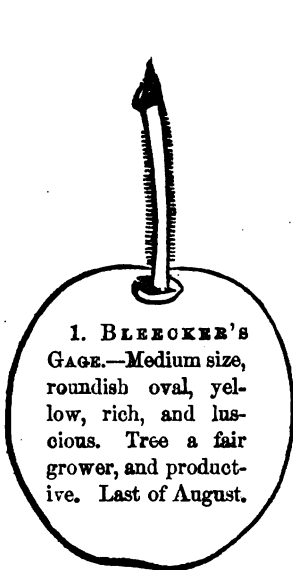 1. BLEECKER'S
GAGE.—Medium size,
roundish oval, yel-
low, rich, and lus-
cious. Tree a fair
grower, and product-
ive. Last of August.